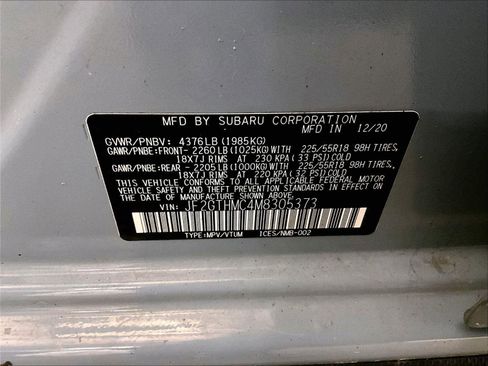 MFD BY SUBARU CORPORATION 12/20
GVWR/PNBV: 4376LB(1985KG)
GAWR/PNBE:FRONT- 2260LB(1025KG)WITH 225/55R18 98H TIRES,
18X7J RIMS AT 230 KPA(33 PSI)COLD
GAWR/PNBE:REAR - 2205LB(1000KG)WITH 225/55R18 98H TIRES,
18X7J RIMS AT 220 KPA(32 PSI)COLD
THIS VEHICLE CONFORMS TO ALL APPLICABLE FEDERAL MOTOR
VEHICLE SAFETY AND THEFT PREVENTION STANDARDS IN EFFECT
ON THE DATE OF MANUFACTURE SHOWN ABOVE.
JF2GTHMC4M8305373
TYPE:MPV/VTUM ICES/NMB-002